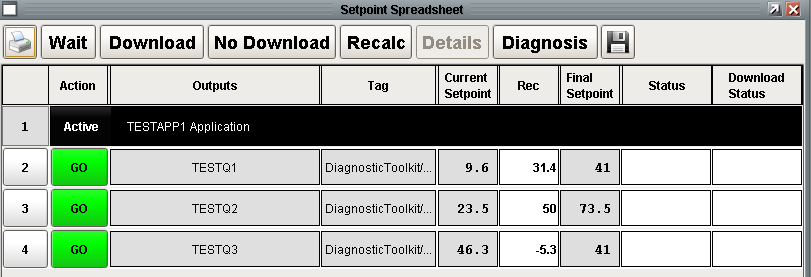 Setpoint Spreadsheet
Wait Download No Download Recalc Details Diagnosis
Action Outputs Tag Current Setpoint Rec Final Setpoint Status Download Status
1 Active TESTAPP1 Application
2 GO TESTQ1 DiagnosticToolkit/... 9.6 31.4 41
3 GO TESTQ2 DiagnosticToolkit/... 23.5 50 73.5
4 GO TESTQ3 DiagnosticToolkit/... 46.3 -5.3 41